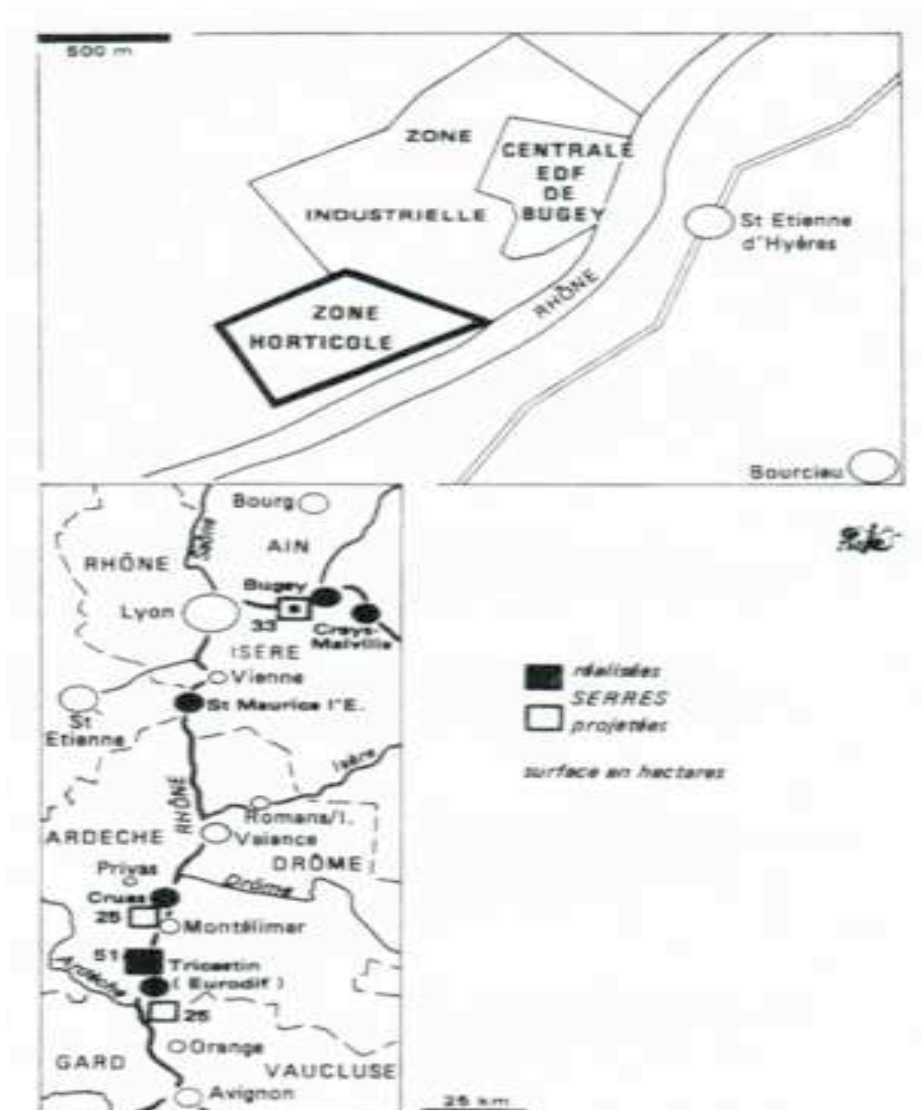 500 m
ZONE
INDUSTRIELLE
CENTRALE
EDF
DE
BUGEY
St Etienne
d'Hyéres
RHÔNE
ZONE
HORTICOLE
Bourcieu
Bourg
AIN
Saône
RHÔNE
Bugey
Lyon
33
Creys-
Malville
ISERE
Vienne
St Maurice l'E.
St
Etienne
Isère
RHÔNE
Romans/I.
Valence
ARDECHE
DRÔME
Privas
Drôme
Cruas
25
Montélimar
51
Tricastin
(Eurodif)
Ardèche
25
Orange
GARD
VAUCLUSE
Avignon
réalisées
SERRES
projetées
surface en hectares
25 km